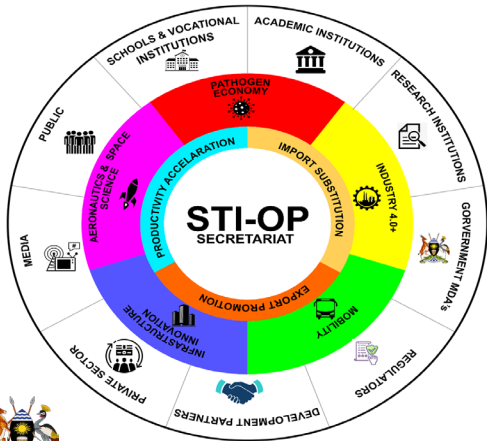 SCHOOLS & VOCATIONAL
INSTITUTIONS
ACADEMIC INSTITUTIONS
RESEARCH INSTITUTIONS
GORVERNMENT MDA's
REGULATORS
DEVELOPMENT PARTNERS
PRIVATE SECTOR
MEDIA
PUBLIC
PATHOGEN
ECONOMY
INDUSTRY 4.0+
MOBILITY
INFRASTRUCTURE
INNOVATION
AERONAUTICS & SPACE
SCIENCE
PRODUCTIVITY ACCELARATION
IMPORT SUBSTITUTION
EXPORT PROMOTION
STI-OP
SECRETARIAT